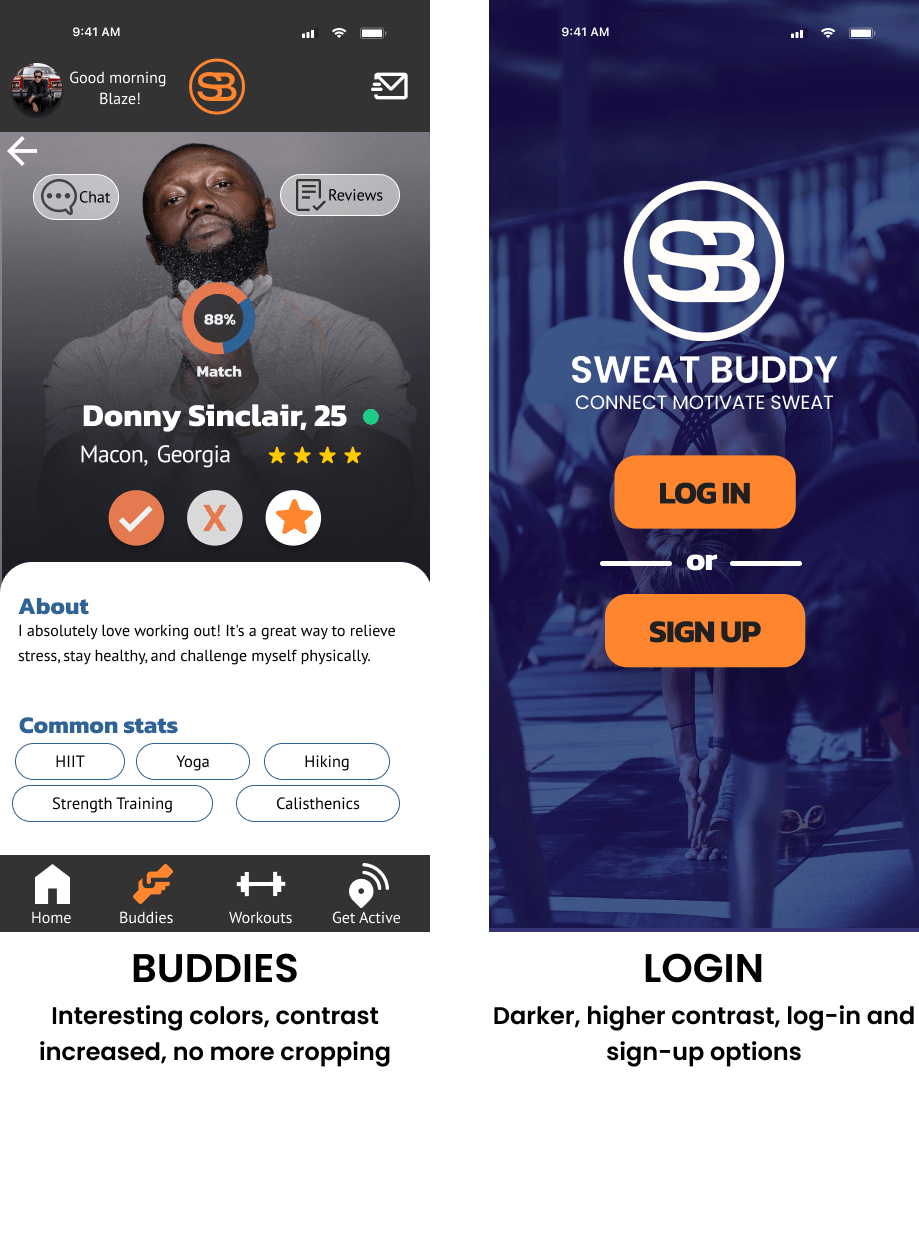 9:41 AM
Good morning
Blaze!
SB
Chat
Reviews
88%
Match
Donny Sinclair, 25
Macon, Georgia
X
About
I absolutely love working out! It's a great way to relieve
stress, stay healthy, and challenge myself physically.
Common stats
HIIT
Yoga
Hiking
Strength Training
Calisthenics
Home
Buddies
Workouts
Get Active
BUDDIES
Interesting colors, contrast
increased, no more cropping
9:41 AM
SB
SWEAT BUDDY
CONNECT MOTIVATE SWEAT
LOG IN
or
SIGN UP
LOGIN
Darker, higher contrast, log-in and
sign-up options